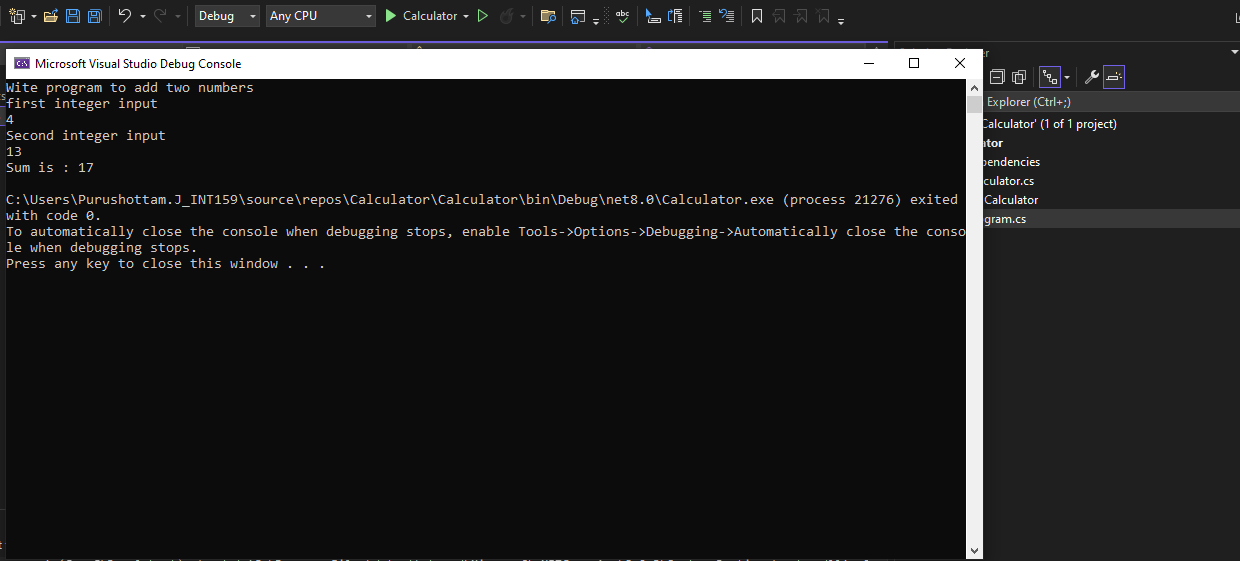 Debug
Any CPU
Calculator
Microsoft Visual Studio Debug Console
Wite program to add two numbers
first integer input
4
Second integer input
13
Sum is : 17
C:\Users\Purushottam.J_INT159\source\repos\Calculator\Calculator\bin\Debug\net8.0\Calculator.exe (process 21276) exited
with code 0.
To automatically close the console when debugging stops, enable Tools->Options->Debugging->Automatically close the conso
le when debugging stops.
Press any key to close this window . . .
Explorer (Ctrl+;)
Calculator' (1 of 1 project)
ator
pendencies
culator.cs
Calculator
gram.cs